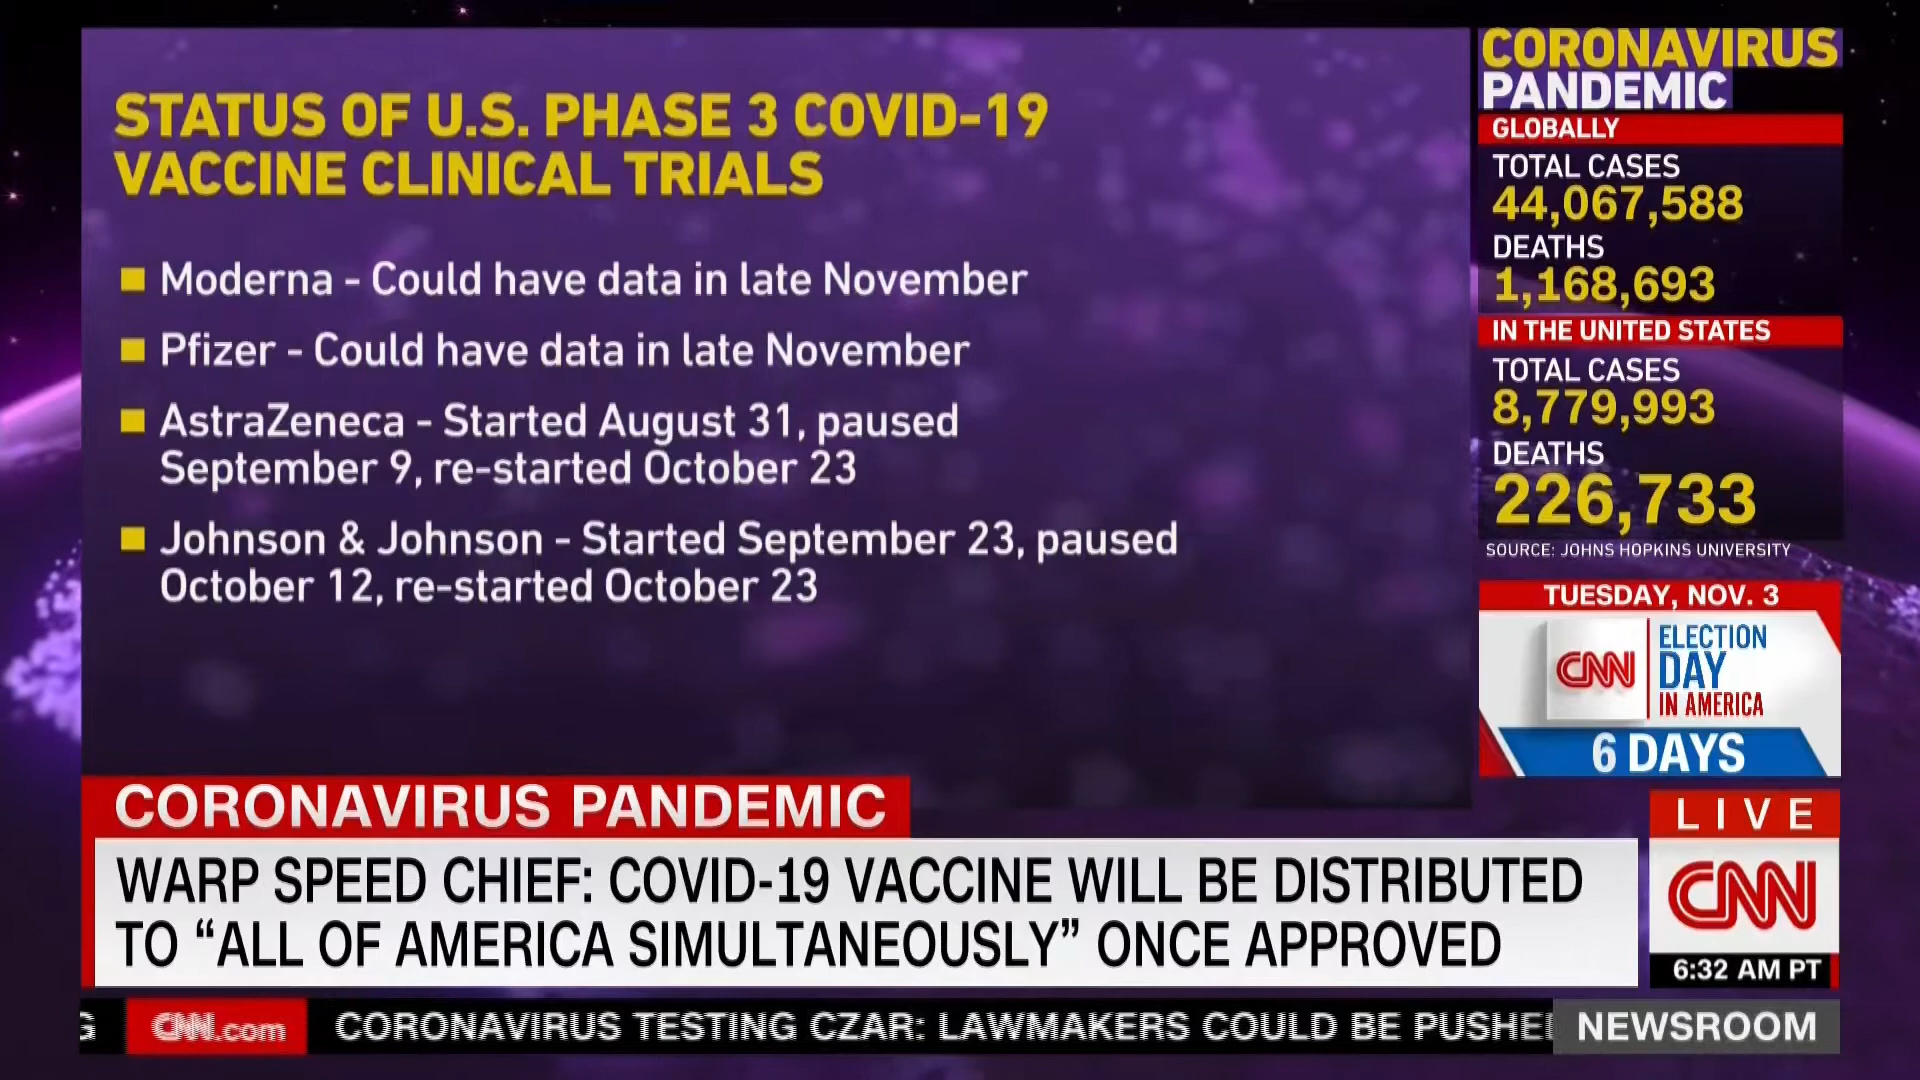 STATUS OF U.S. PHASE 3 COVID-19
VACCINE CLINICAL TRIALS
Moderna - Could have data in late November
Pfizer - Could have data in late November
AstraZeneca - Started August 31, paused
September 9, re-started October 23
Johnson & Johnson - Started September 23, paused
October 12, re-started October 23
CORONAVIRUS
PANDEMIC
GLOBALLY
TOTAL CASES
44,067,588
DEATHS
1,168,693
IN THE UNITED STATES
TOTAL CASES
8,779,993
DEATHS
226,733
SOURCE: JOHNS HOPKINS UNIVERSITY
TUESDAY, NOV. 3
CNN
ELECTION
DAY
IN AMERICA
6 DAYS
CORONAVIRUS PANDEMIC
WARP SPEED CHIEF: COVID-19 VACCINE WILL BE DISTRIBUTED
TO “ALL OF AMERICA SIMULTANEOUSLY” ONCE APPROVED
LIVE
CNN
6:32 AM PT
G CNN.com CORONAVIRUS TESTING CZAR: LAWMAKERS COULD BE PUSHE
NEWSROOM